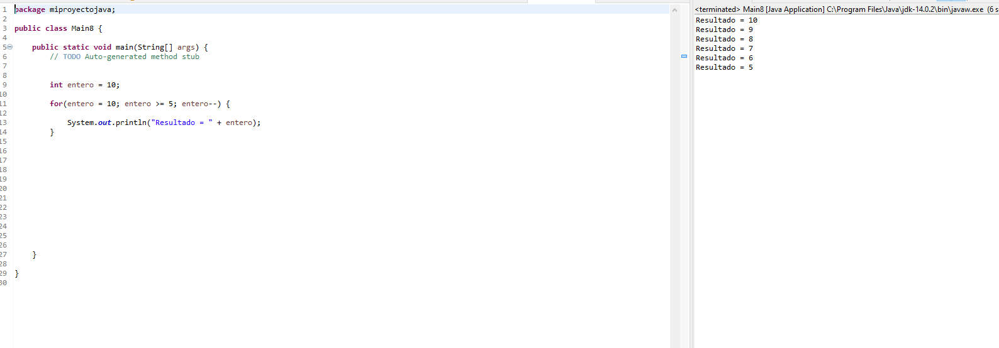 1 package miproyectojava;
2
3 public class Main8 {
4
5 public static void main(String[] args) {
6 // TODO Auto-generated method stub
7
8
9 int entero = 10;
10
11 for(entero = 10; entero >= 5; entero--) {
12
13 System.out.println("Resultado = " + entero);
14 }
15
16
17
18
19
20
21
22
23
24
25
26
27 }
28
29 }
30
<terminated> Main8 [Java Application] C:\Program Files\Java\jdk-14.0.2\bin\javaw.exe (6 s
Resultado = 10
Resultado = 9
Resultado = 8
Resultado = 7
Resultado = 6
Resultado = 5